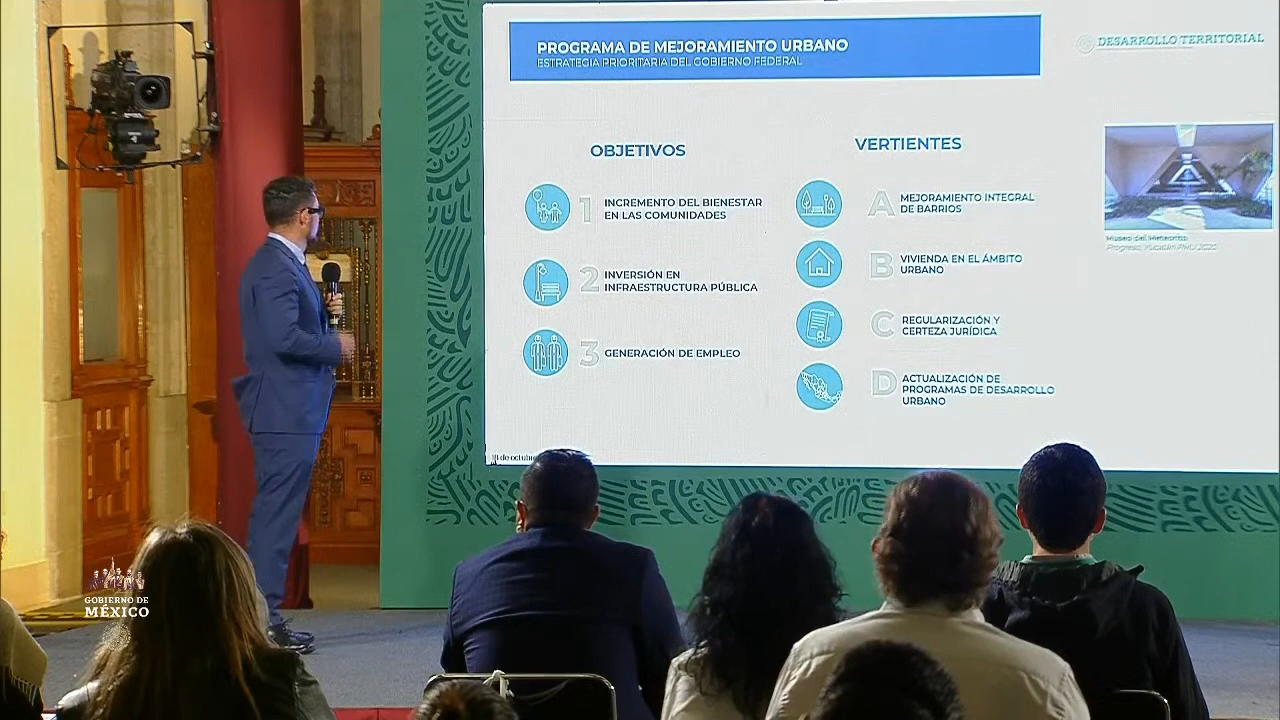 PROGRAMA DE MEJORAMIENTO URBANO
ESTRATEGIA PRIORITARIA DEL GOBIERNO FEDERAL
DESARROLLO TERRITORIAL
OBJETIVOS
1 INCREMENTO DEL BIENESTAR
EN LAS COMUNIDADES
2 INVERSIÓN EN
INFRAESTRUCTURA PÚBLICA
3 GENERACIÓN DE EMPLEO
VERTIENTES
A MEJORAMIENTO INTEGRAL
DE BARRIOS
B VIVIENDA EN EL ÁMBITO
URBANO
C REGULARIZACIÓN Y
CERTEZA JURÍDICA
D ACTUALIZACIÓN DE
PROGRAMAS DE DESARROLLO
URBANO
Museo del Meteorito
Progreso, Yucatán PMU 2020
de octubre
GOBIERNO DE
MÉXICO